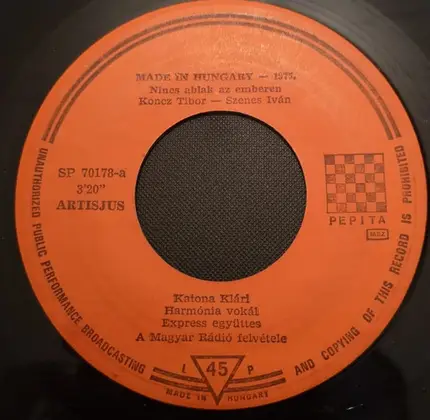 MADE IN HUNGARY — 1975.
Nincs ablak az emberen
Koncz Tibor — Szenes Iván
SP 70178-a
3'20"
ARTISJUS
PEPITA
Katona Klári
Harmónia vokál
Express együttes
A Magyar Rádió felvétele
L 45 P
MADE IN HUNGARY
UNAUTHORIZED PUBLIC PERFORMANCE BROADCASTING AND COPYING OF THIS RECORD IS PROHIBITED